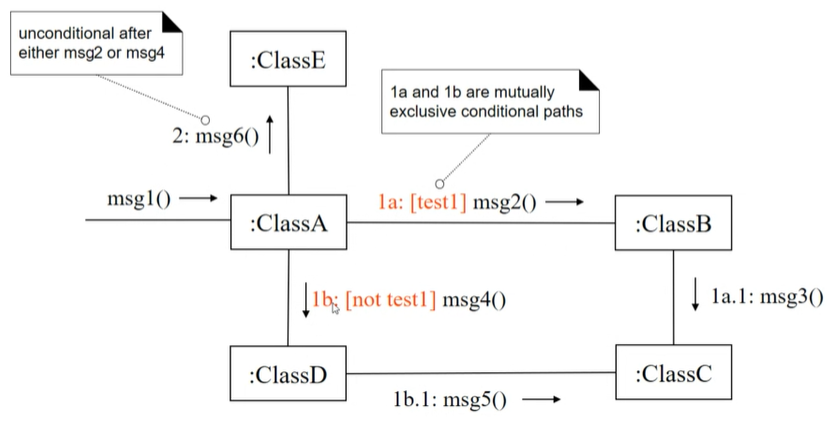 unconditional after
either msg2 or msg4
:ClassE
1a and 1b are mutually
exclusive conditional paths
2: msg6()
msg1()
1a: [test1] msg2()
:ClassA
:ClassB
1b: [not test1] msg4()
1a.1: msg3()
:ClassD
:ClassC
1b.1: msg5()